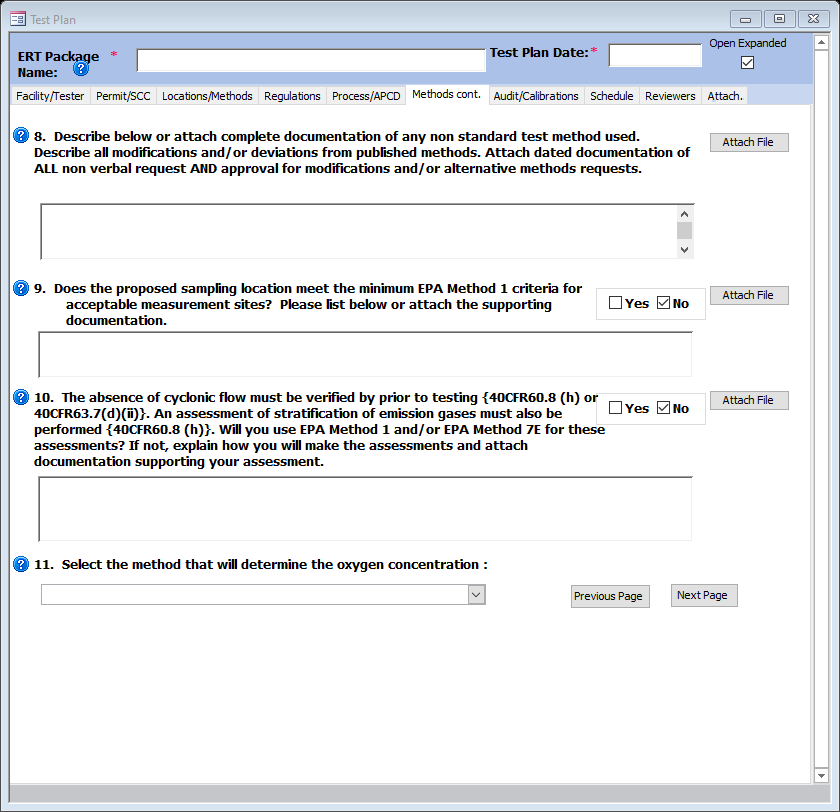 Test Plan
ERT Package * Test Plan Date:* Open Expanded
Name: ?
Facility/Tester Permit/SCC Locations/Methods Regulations Process/APCD Methods cont. Audit/Calibrations Schedule Reviewers Attach.
? 8. Describe below or attach complete documentation of any non standard test method used.
Describe all modifications and/or deviations from published methods. Attach dated documentation of
ALL non verbal request AND approval for modifications and/or alternative methods requests.
Attach File
? 9. Does the proposed sampling location meet the minimum EPA Method 1 criteria for
acceptable measurement sites? Please list below or attach the supporting
documentation.
Yes No
Attach File
? 10. The absence of cyclonic flow must be verified by prior to testing {40CFR60.8 (h) or
40CFR63.7(d)(ii)}. An assessment of stratification of emission gases must also be
performed {40CFR60.8 (h)}. Will you use EPA Method 1 and/or EPA Method 7E for these
assessments? If not, explain how you will make the assessments and attach
documentation supporting your assessment.
Yes No
Attach File
? 11. Select the method that will determine the oxygen concentration :
Previous Page Next Page